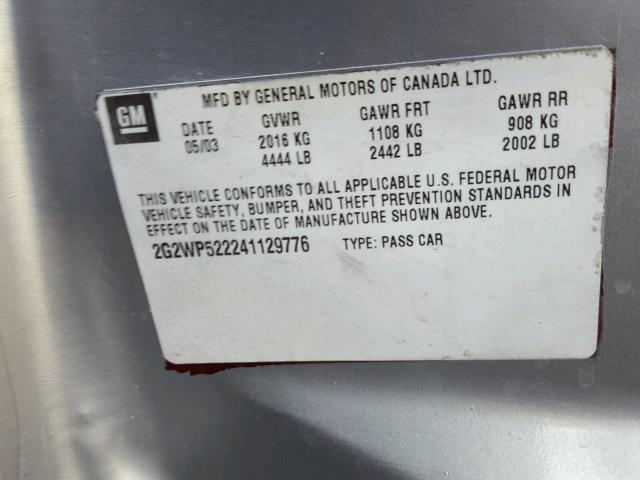 GM
MFD BY GENERAL MOTORS OF CANADA LTD.
DATE GVWR GAWR FRT GAWR RR
05/03 2016 KG 1108 KG 908 KG
4444 LB 2442 LB 2002 LB
THIS VEHICLE CONFORMS TO ALL APPLICABLE U.S. FEDERAL MOTOR
VEHICLE SAFETY, BUMPER, AND THEFT PREVENTION STANDARDS IN
EFFECT ON THE DATE OF MANUFACTURE SHOWN ABOVE.
2G2WP522241129776 TYPE: PASS CAR